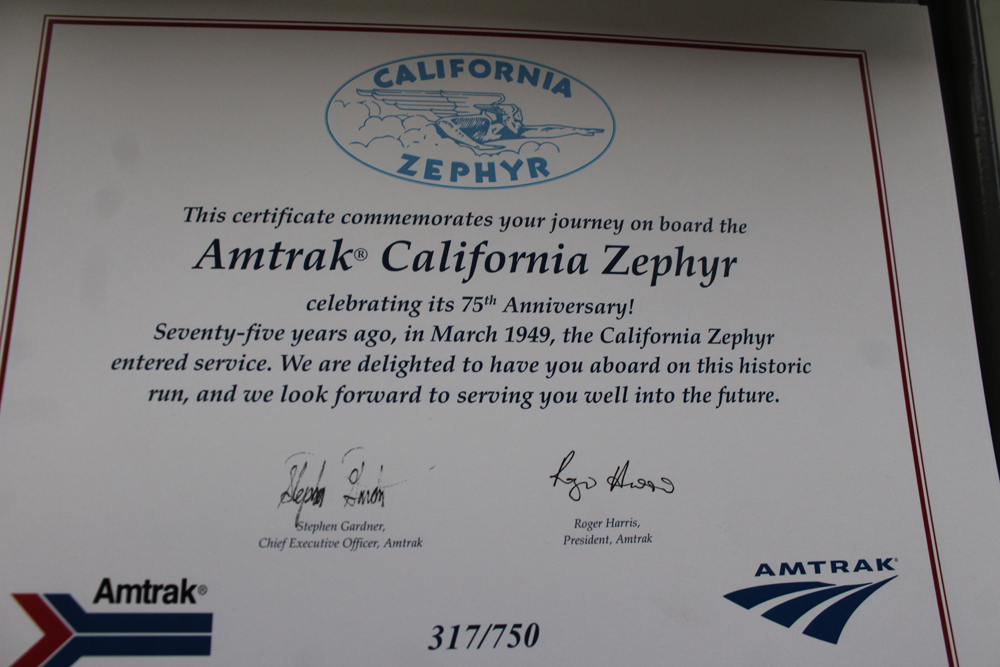 CALIFORNIA
ZEPHYR
This certificate commemorates your journey on board the
Amtrak® California Zephyr
celebrating its 75th Anniversary!
Seventy-five years ago, in March 1949, the California Zephyr
entered service. We are delighted to have you aboard on this historic
run, and we look forward to serving you well into the future.
Stephen Gardner,
Chief Executive Officer, Amtrak
Roger Harris,
President, Amtrak
Amtrak®
317/750
AMTRAK®